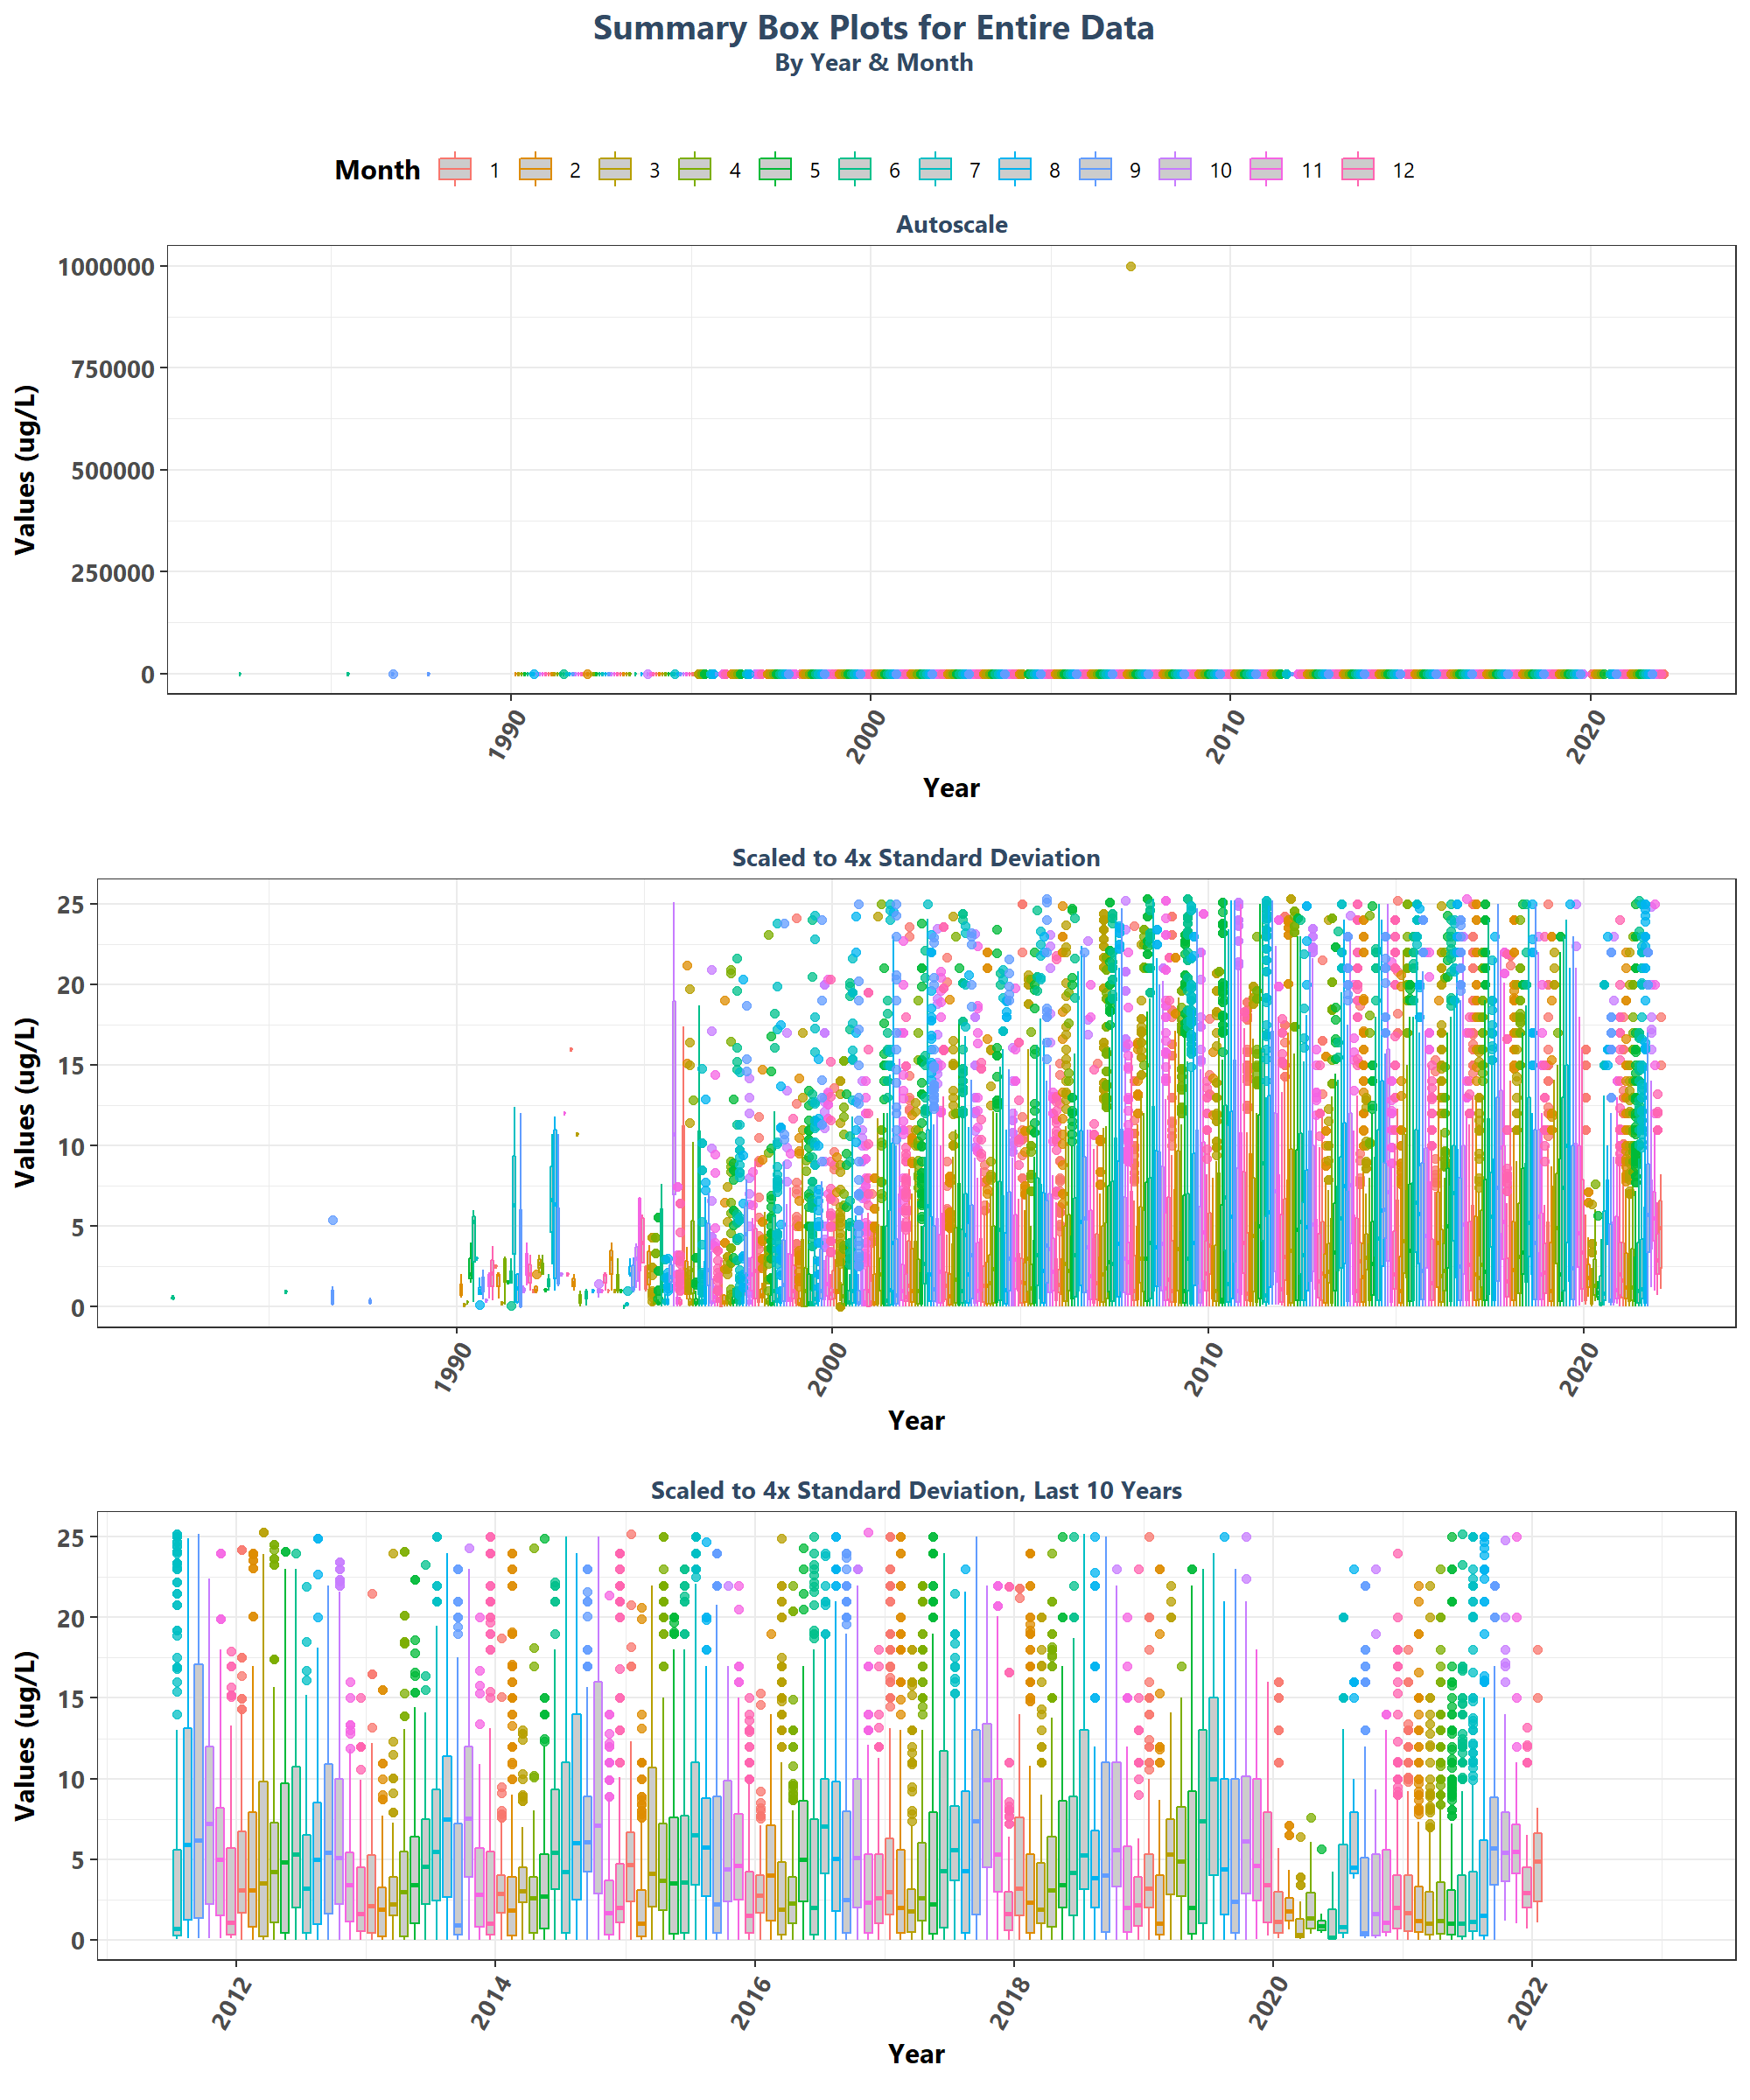 Summary Box Plots for Entire Data
By Year & Month
Month 1 2 3 4 5 6 7 8 9 10 11 12
Autoscale
Values (ug/L)
1000000
750000
500000
250000
0
1990 2000 2010 2020
Year
Scaled to 4x Standard Deviation
Values (ug/L)
25
20
15
10
5
0
1990 2000 2010 2020
Year
Scaled to 4x Standard Deviation, Last 10 Years
Values (ug/L)
25
20
15
10
5
0
2012 2014 2016 2018 2020 2022
Year